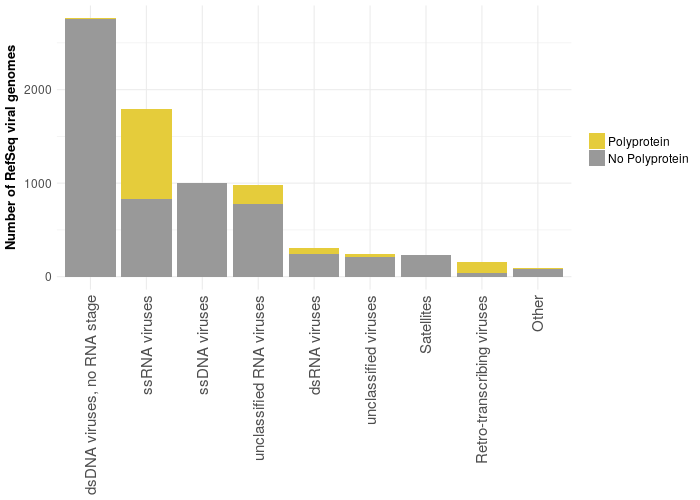 Number of RefSeq viral genomes
2000
1000
0
dsDNA viruses, no RNA stage
ssRNA viruses
ssDNA viruses
unclassified RNA viruses
dsRNA viruses
unclassified viruses
Satellites
Retro-transcribing viruses
Other
Polyprotein
No Polyprotein